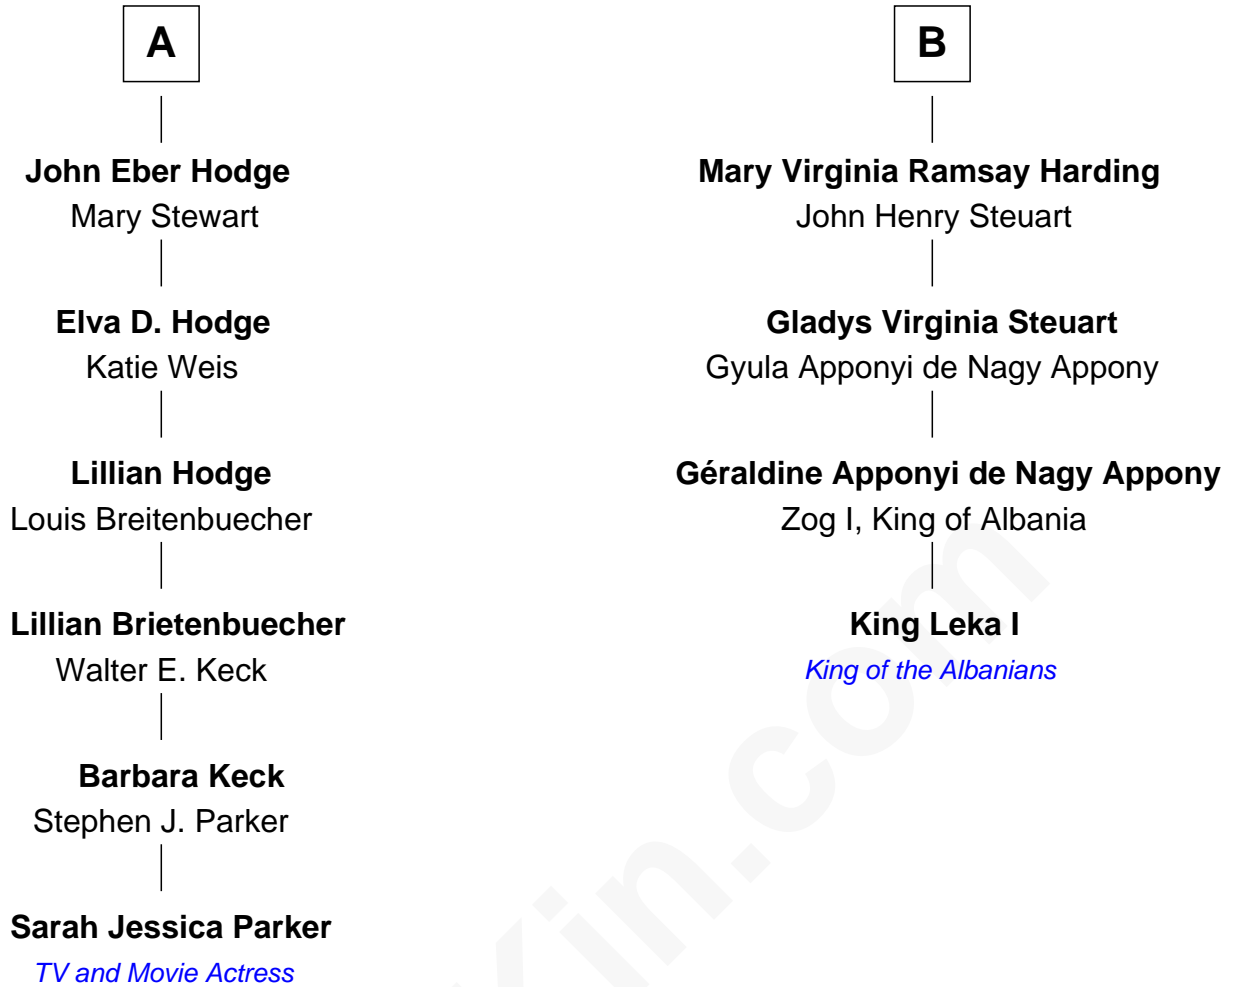 A
John Eber Hodge
Mary Stewart
Elva D. Hodge
Katie Weis
Lillian Hodge
Louis Breitenbuecher
Lillian Brietenbuecher
Walter E. Keck
Barbara Keck
Stephen J. Parker
Sarah Jessica Parker
TV and Movie Actress
B
Mary Virginia Ramsay Harding
John Henry Steuart
Gladys Virginia Steuart
Gyula Apponyi de Nagy Appony
Géraldine Apponyi de Nagy Appony
Zog I, King of Albania
King Leka I
King of the Albanians
Kin.com